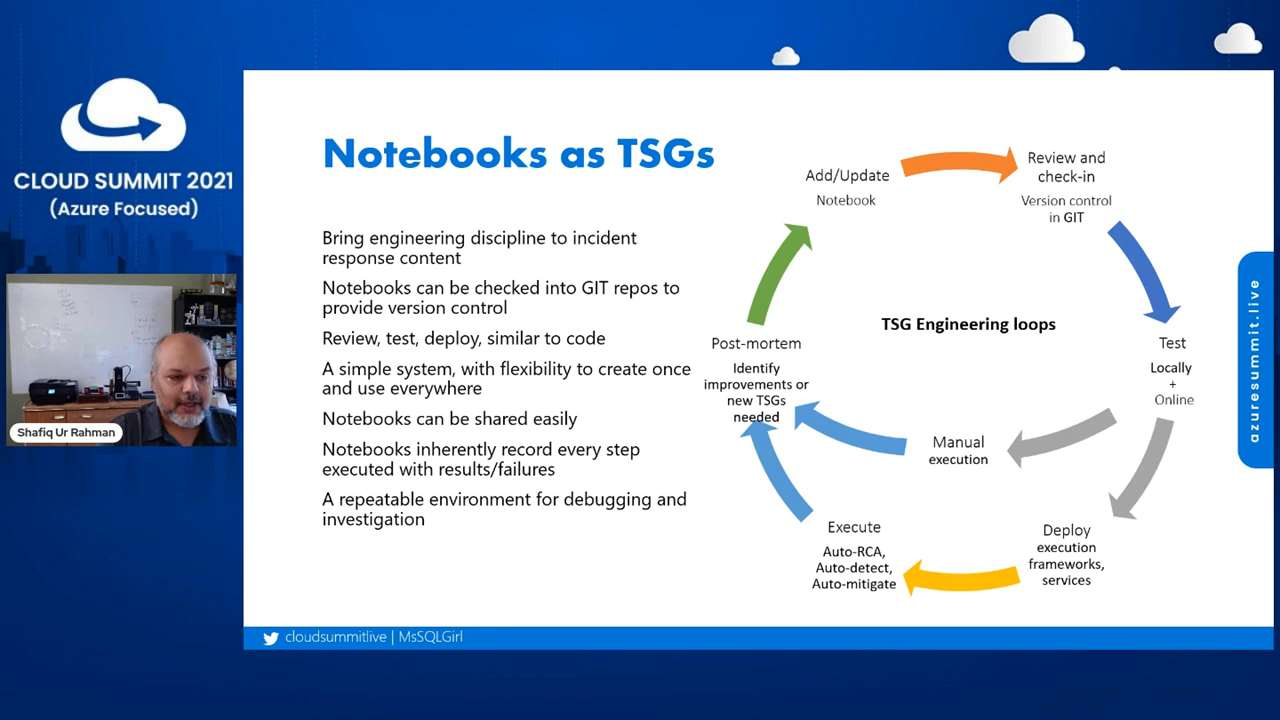 CLOUD SUMMIT 2021
(Azure Focused)
Shafiq Ur Rahman
Notebooks as TSGs
Bring engineering discipline to incident
response content
Notebooks can be checked into GIT repos to
provide version control
Review, test, deploy, similar to code
A simple system, with flexibility to create once
and use everywhere
Notebooks can be shared easily
Notebooks inherently record every step
executed with results/failures
A repeatable environment for debugging and
investigation
TSG Engineering loops
Add/Update
Notebook
Review and
check-in
Version control
in GIT
Test
Locally
+
Online
Manual
execution
Deploy
execution
frameworks,
services
Execute
Auto-RCA,
Auto-detect,
Auto-mitigate
Post-mortem
Identify
improvements or
new TSGs
needed
cloudsummitlive | MsSQLGirl
azuresummit.live